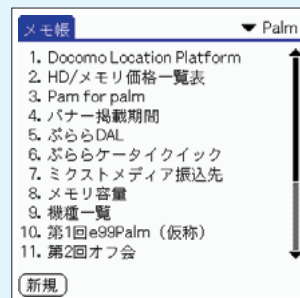 メモ帳
▼ Palm
1. Docomo Location Platform
2. HD/メモリ価格一覧表
3. Pam for palm
4. バナー掲載期間
5. ぷららDAL
6. ぷららケータイクイック
7. ミクストメディア振込先
8. メモリ容量
9. 機種一覧
10. 第1回e99Palm（仮称）
11. 第2回オフ会
新規